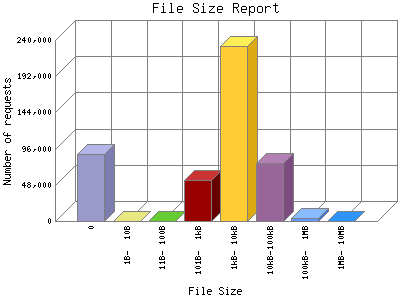 File Size Report
Number of requests
240,000
192,000
144,000
96,000
48,000
0
0
1B- 10B
11B- 100B
101B- 1kB
1kB- 10kB
10kB-100kB
100kB- 1MB
1MB- 10MB
File Size